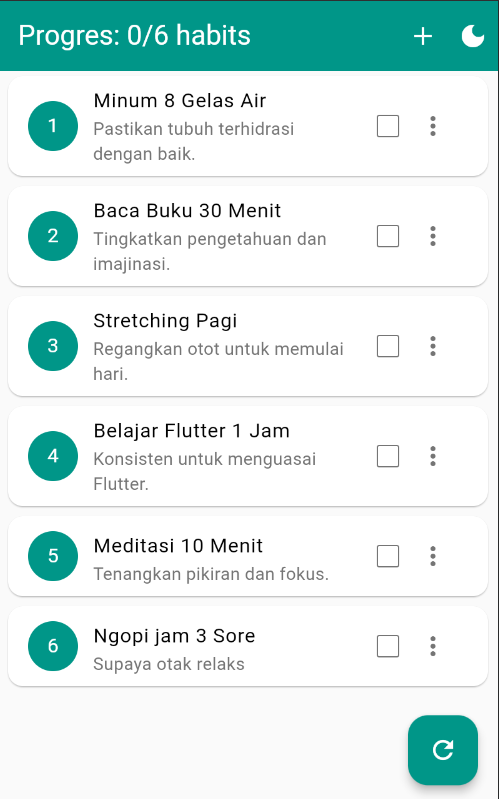 Progres: 0/6 habits
1
Minum 8 Gelas Air
Pastikan tubuh terhidrasi
dengan baik.
2
Baca Buku 30 Menit
Tingkatkan pengetahuan dan
imajinasi.
3
Stretching Pagi
Regangkan otot untuk memulai
hari.
4
Belajar Flutter 1 Jam
Konsisten untuk menguasai
Flutter.
5
Meditasi 10 Menit
Tenangkan pikiran dan fokus.
6
Ngopi jam 3 Sore
Supaya otak relaks